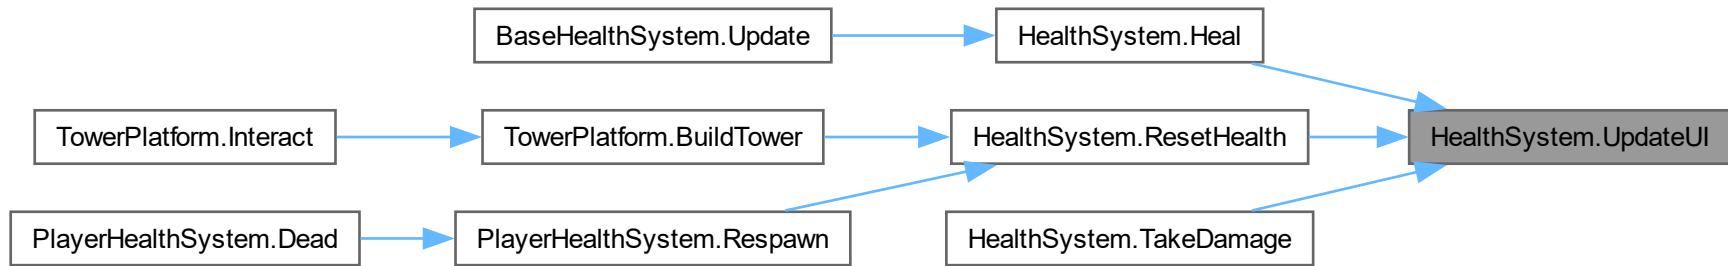 BaseHealthSystem.Update
HealthSystem.Heal
TowerPlatform.Interact
TowerPlatform.BuildTower
HealthSystem.ResetHealth
HealthSystem.UpdateUI
PlayerHealthSystem.Dead
PlayerHealthSystem.Respawn
HealthSystem.TakeDamage